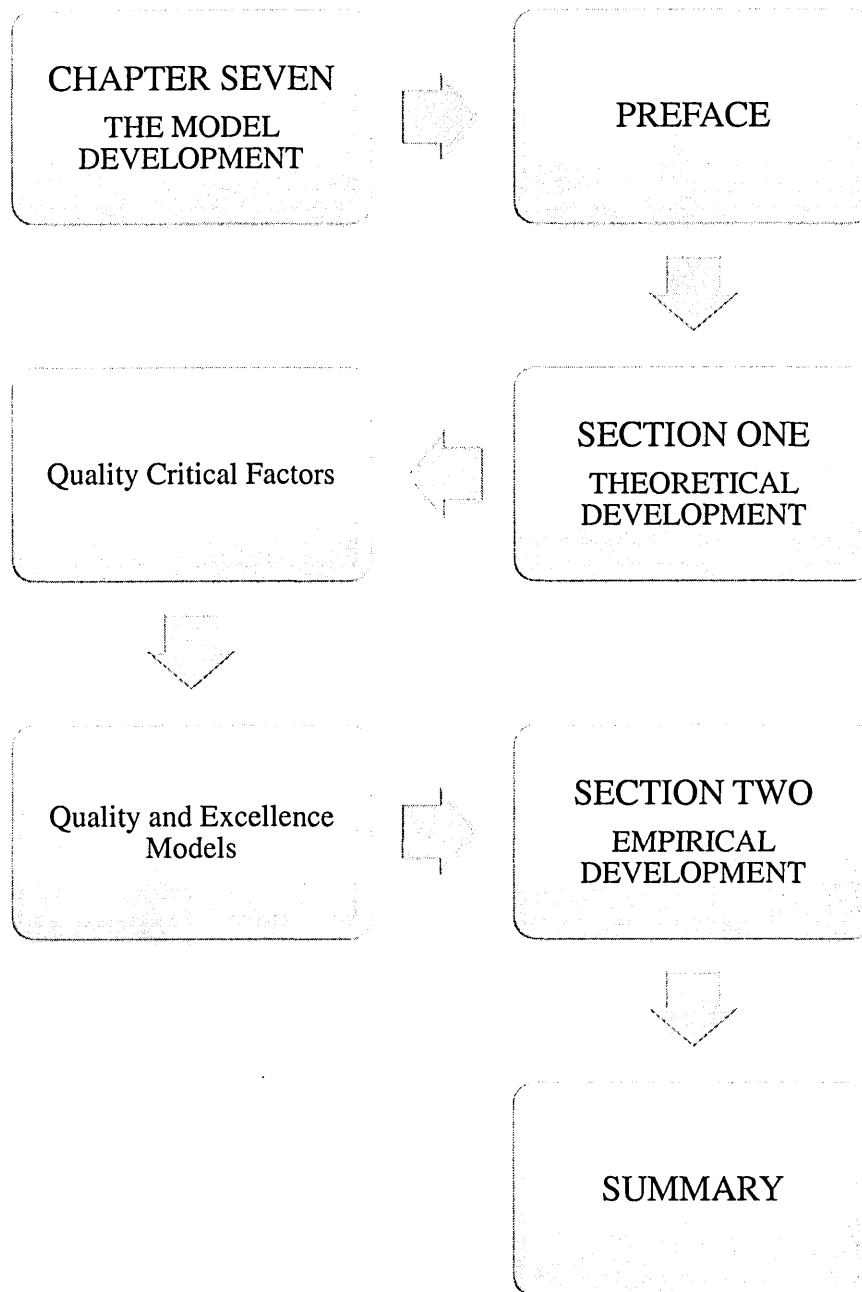 CHAPTER SEVEN
THE MODEL
DEVELOPMENT
PREFACE
SECTION ONE
THEORETICAL
DEVELOPMENT
Quality Critical Factors
Quality and Excellence
Models
SECTION TWO
EMPIRICAL
DEVELOPMENT
SUMMARY